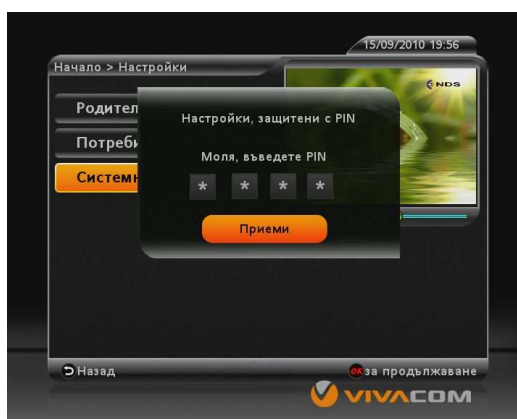 15/09/2010 19:56
Начало > Настройки
NDS
Родител
Потреби
Системн
Настройки, защитени с PIN
Моля, въведете PIN
* * * *
Приеми
Назад
OK за продължаване
VIVACOM